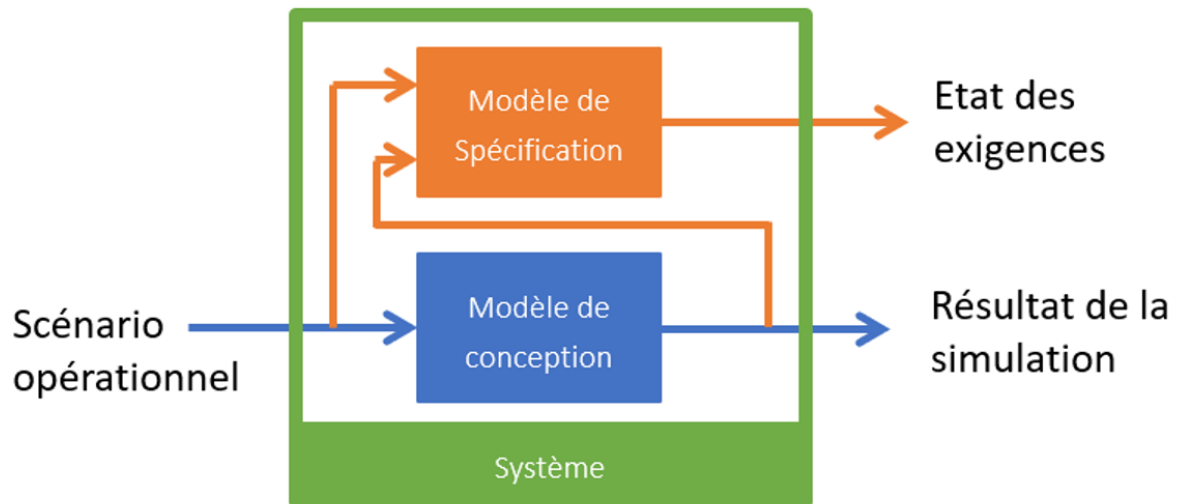 Modèle de
Spécification
Etat des
exigences
Scénario
opérationnel
Modèle de
conception
Résultat de la
simulation
Système